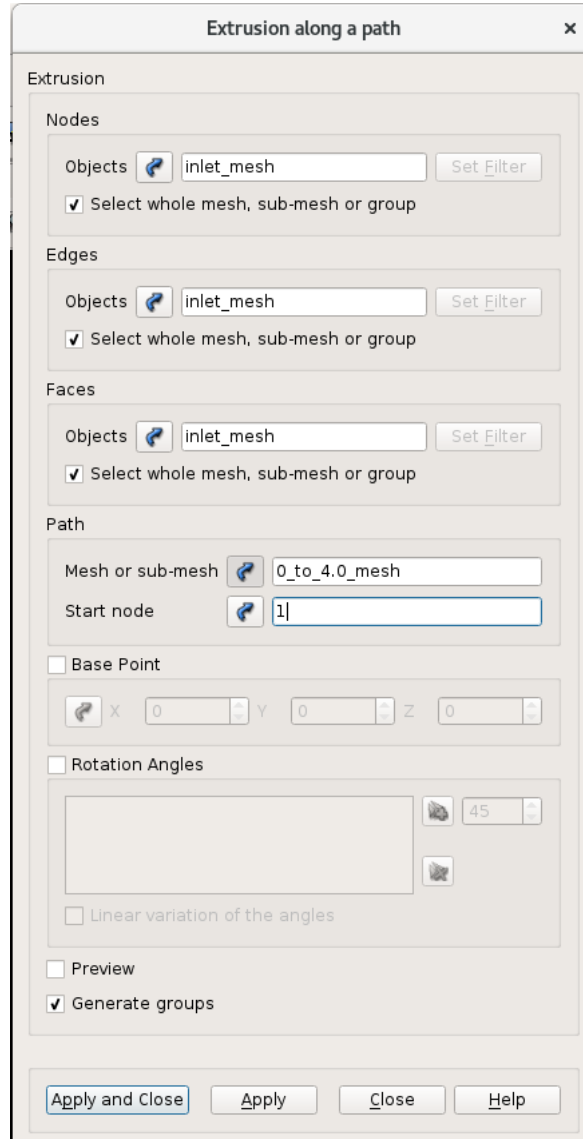 Extrusion along a path ×
Extrusion
Nodes
Objects inlet_mesh Set Filter
Select whole mesh, sub-mesh or group
Edges
Objects inlet_mesh Set Filter
Select whole mesh, sub-mesh or group
Faces
Objects inlet_mesh Set Filter
Select whole mesh, sub-mesh or group
Path
Mesh or sub-mesh 0_to_4.0_mesh
Start node 1
Base Point
X 0 Y 0 Z 0
Rotation Angles
45
Linear variation of the angles
Preview
Generate groups
Apply and Close Apply Close Help